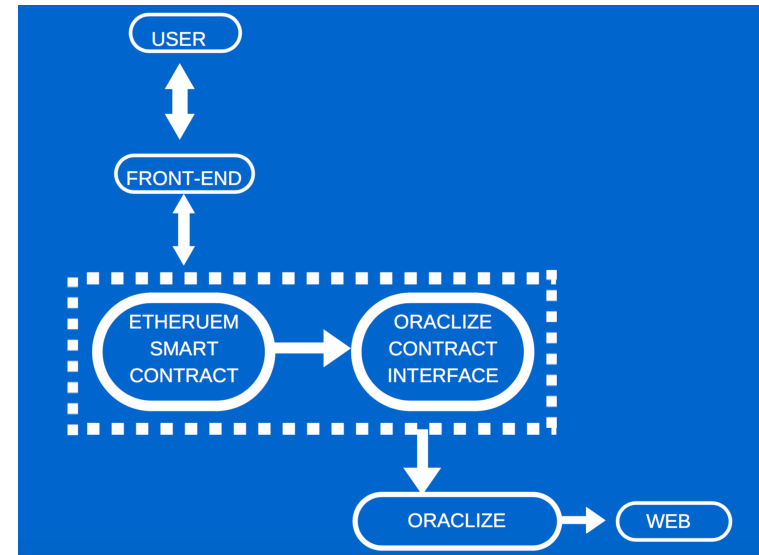 USER
FRONT-END
ETHERUEM
SMART
CONTRACT
ORACLIZE
CONTRACT
INTERFACE
ORACLIZE
WEB